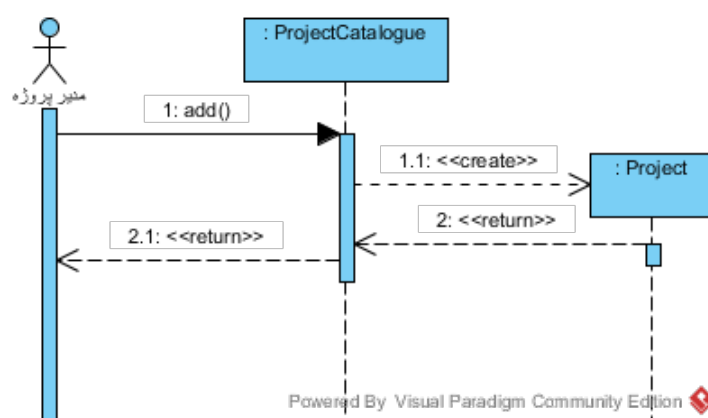 : ProjectCatalogue
مدیر پروژه
1: add()
1.1: <<create>>
: Project
2: <<return>>
2.1: <<return>>
Powered By Visual Paradigm Community Edition